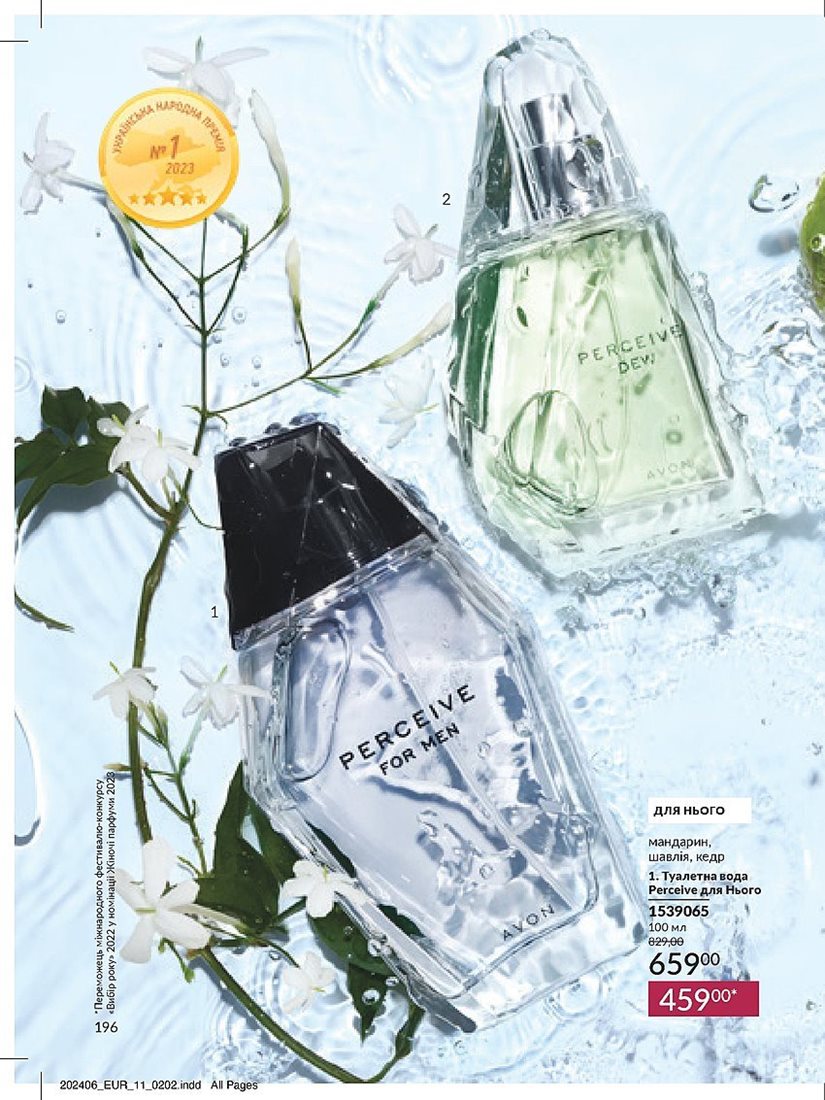 УКРАЇНСЬКА НАРОДНА ПРЕМІЯ
№1
2023
2
PERCEIVE
DEW
AVON
1
PERCEIVE
FOR MEN
AVON
ДЛЯ НЬОГО
мандарин,
шавлія, кедр
1. Туалетна вода
Perceive для Нього
1539065
100 мл
829,00
65900
45900*
*Переможець міжнародного фестивалю-конкурсу
«Вибір року» 2022 у номінації Жіночі парфуми 2023
196
202406_EUR_11_0202.indd All Pages